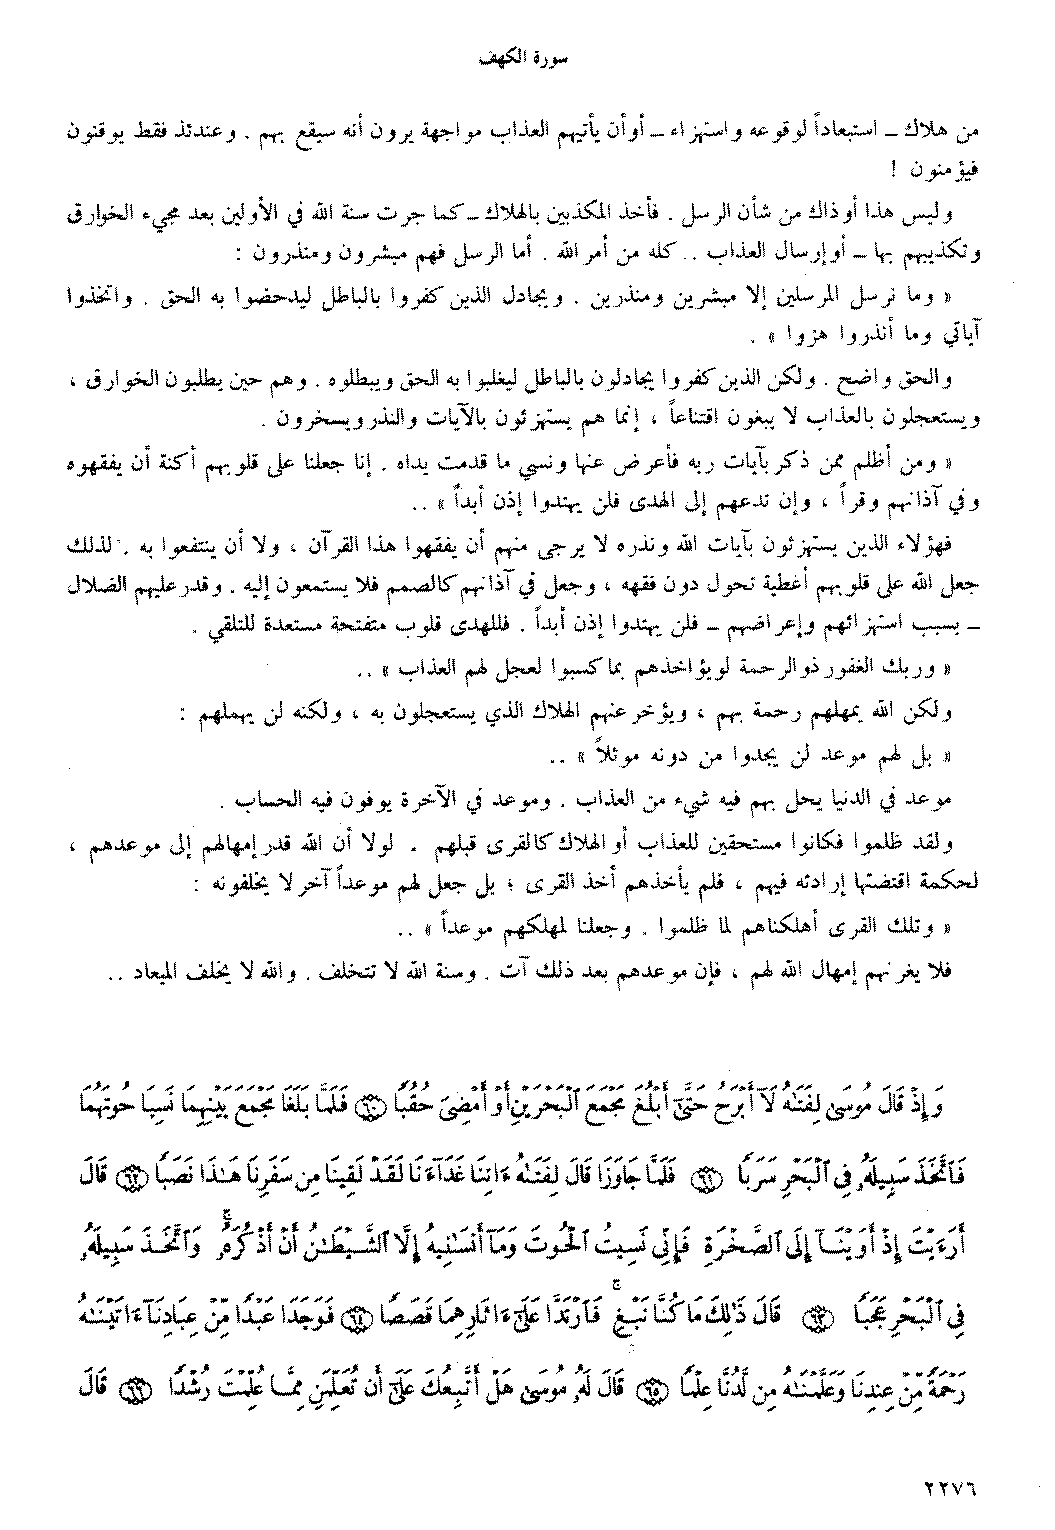 سورة الكهف
من هلاك – استبعاداً لوقوعه واستهزاء – أو أن يأتيهم العذاب مواجهة يرون أنه سيقع بهم . وعندئذ فقط يوقنون
فيؤمنون !
وليس هذا أو ذاك من شأن الرسل . فأخذ المكذبين بالهلاك – كما جرت سنة الله في الأولين بعد مجيء الخوارق
وتكذيبهم بها – أو إرسال العذاب .. كله من أمر الله . أما الرسل فهم مبشرون ومنذرون :
« وما نرسل المرسلين إلا مبشرين ومنذرين . ويجادل الذين كفروا بالباطل ليدحضوا به الحق . واتخذوا
آياتي وما أنذروا هزوا » .
والحق واضح . ولكن الذين كفروا يجادلون بالباطل ليغلبوا به الحق ويبطلوه . وهم حين يطلبون الخوارق ،
ويستعجلون بالعذاب لا يبغون اقتناعاً ، إنما هم يستهزئون بالآيات والنذر ويسخرون .
« ومن أظلم ممن ذكر بآيات ربه فأعرض عنها ونسي ما قدمت يداه . إنا جعلنا على قلوبهم أكنة أن يفقهوه
وفي آذانهم وقراً ، وإن تدعهم إلى الهدى فلن يهتدوا إذن أبداً » ..
فهؤلاء الذين يستهزئون بآيات الله ونذره لا يرجى منهم أن يفقهوا هذا القرآن ، ولا أن ينتفعوا به . لذلك
جعل الله على قلوبهم أغطية تحول دون فقهه ، وجعل في آذانهم كالصمم فلا يستمعون إليه . وقدر عليهم الضلال
– بسبب استهزائهم وإعراضهم – فلن يهتدوا إذن أبداً . فللهدى قلوب متفتحة مستعدة للتلقي .
« وربك الغفور ذو الرحمة لو يؤاخذهم بما كسبوا لعجل لهم العذاب » ..
ولكن الله يمهلهم رحمة بهم ، ويؤخر عنهم الهلاك الذي يستعجلون به ، ولكنه لن يهملهم :
« بل لهم موعد لن يجدوا من دونه موئلاً » ..
موعد في الدنيا يحل بهم فيه شيء من العذاب . وموعد في الآخرة يوفون فيه الحساب .
ولقد ظلموا فكانوا مستحقين للعذاب أو الهلاك كالقرى قبلهم . لولا أن الله قدر إمهالهم إلى موعدهم ،
لحكمة اقتضتها إرادته فيهم ، فلم يأخذهم أخذ القرى ؛ بل جعل لهم موعداً آخر لا يخلفونه :
« وتلك القرى أهلكناهم لما ظلموا . وجعلنا لمهلكهم موعداً » ..
فلا يغرنهم إمهال الله لهم ، فإن موعدهم بعد ذلك آت . وسنة الله لا تتخلف . والله لا يخلف الميعاد ..
وَإِذْ قَالَ مُوسَىٰ لِفَتَىٰهُ لَآ أَبْرَحُ حَتَّىٰٓ أَبْلُغَ مَجْمَعَ ٱلْبَحْرَيْنِ أَوْ أَمْضِىَ حُقُبًا ﴿٦٠﴾ فَلَمَّا بَلَغَا مَجْمَعَ بَيْنِهِمَا نَسِيَا حُوتَهُمَا
فَٱتَّخَذَ سَبِيلَهُۥ فِى ٱلْبَحْرِ سَرَبًا ﴿٦١﴾ فَلَمَّا جَاوَزَا قَالَ لِفَتَىٰهُ ءَاتِنَا غَدَآءَنَا لَقَدْ لَقِينَا مِن سَفَرِنَا هَـٰذَا نَصَبًا ﴿٦٢﴾ قَالَ
أَرَءَيْتَ إِذْ أَوَيْنَآ إِلَى ٱلصَّخْرَةِ فَإِنِّى نَسِيتُ ٱلْحُوتَ وَمَآ أَنسَىٰنِيهُ إِلَّا ٱلشَّيْطَـٰنُ أَنْ أَذْكُرَهُۥ ۚ وَٱتَّخَذَ سَبِيلَهُۥ
فِى ٱلْبَحْرِ عَجَبًا ﴿٦٣﴾ قَالَ ذَٰلِكَ مَا كُنَّا نَبْغِ ۚ فَٱرْتَدَّا عَلَىٰٓ ءَاثَارِهِمَا قَصَصًا ﴿٦٤﴾ فَوَجَدَا عَبْدًا مِّنْ عِبَادِنَآ ءَاتَيْنَـٰهُ
رَحْمَةً مِّنْ عِندِنَا وَعَلَّمْنَـٰهُ مِن لَّدُنَّا عِلْمًا ﴿٦٥﴾ قَالَ لَهُۥ مُوسَىٰ هَلْ أَتَّبِعُكَ عَلَىٰٓ أَن تُعَلِّمَنِ مِمَّا عُلِّمْتَ رُشْدًا ﴿٦٦﴾ قَالَ
٢٢٧٦